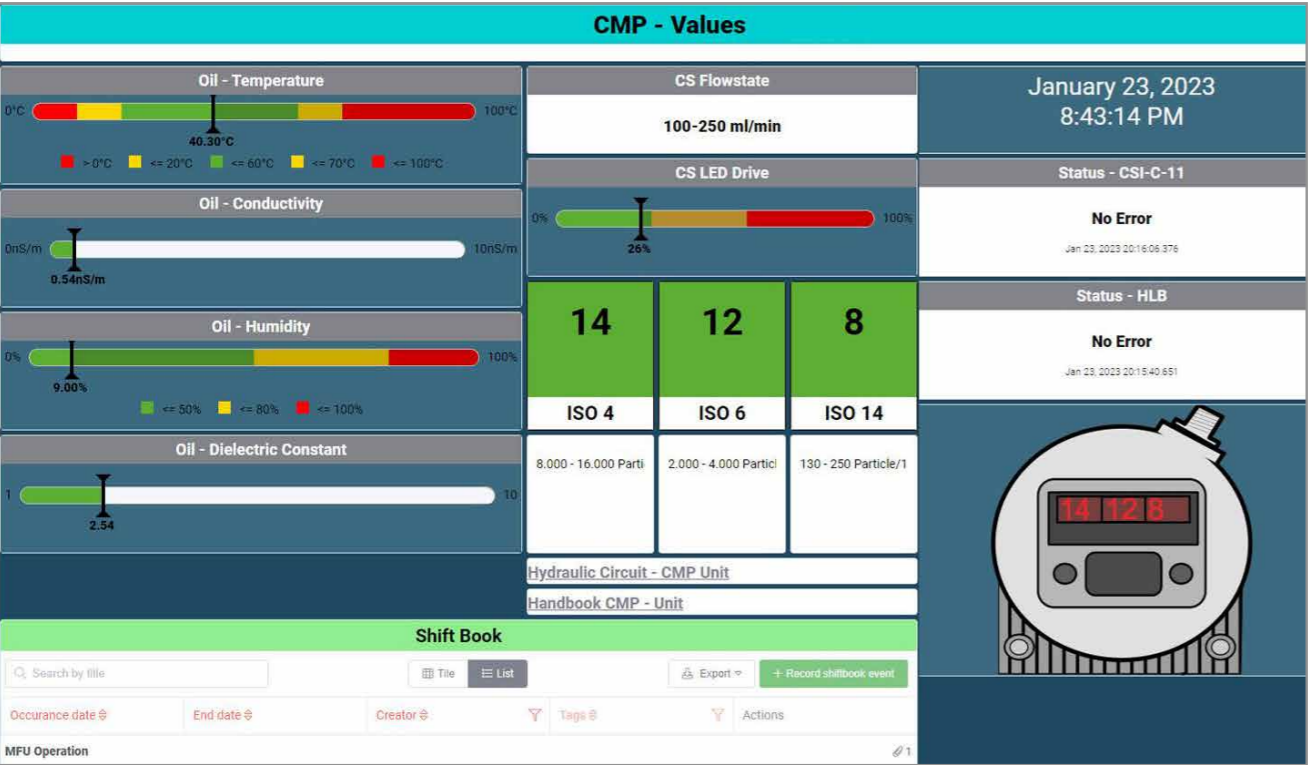 CMP - Values
Oil - Temperature
0°C
100°C
40.30°C
> 0°C <= 20°C <= 60°C <= 70°C <= 100°C
Oil - Conductivity
0nS/m
10nS/m
0.54nS/m
Oil - Humidity
0%
100%
9.00%
<= 50% <= 80% <= 100%
Oil - Dielectric Constant
1
10
2.54
CS Flowstate
100-250 ml/min
CS LED Drive
0%
100%
26%
14 12 8
ISO 4 ISO 6 ISO 14
8.000 - 16.000 Parti 2.000 - 4.000 Particl 130 - 250 Particle/1
Hydraulic Circuit - CMP Unit
Handbook CMP - Unit
January 23, 2023
8:43:14 PM
Status - CSI-C-11
No Error
Jan 23, 2023 20:16:06.376
Status - HLB
No Error
Jan 23, 2023 20:15:40.651
14 12 8
Shift Book
Search by title
Tile List
Export
+ Record shiftbook event
Occurance date End date Creator Tags Actions
MFU Operation 1